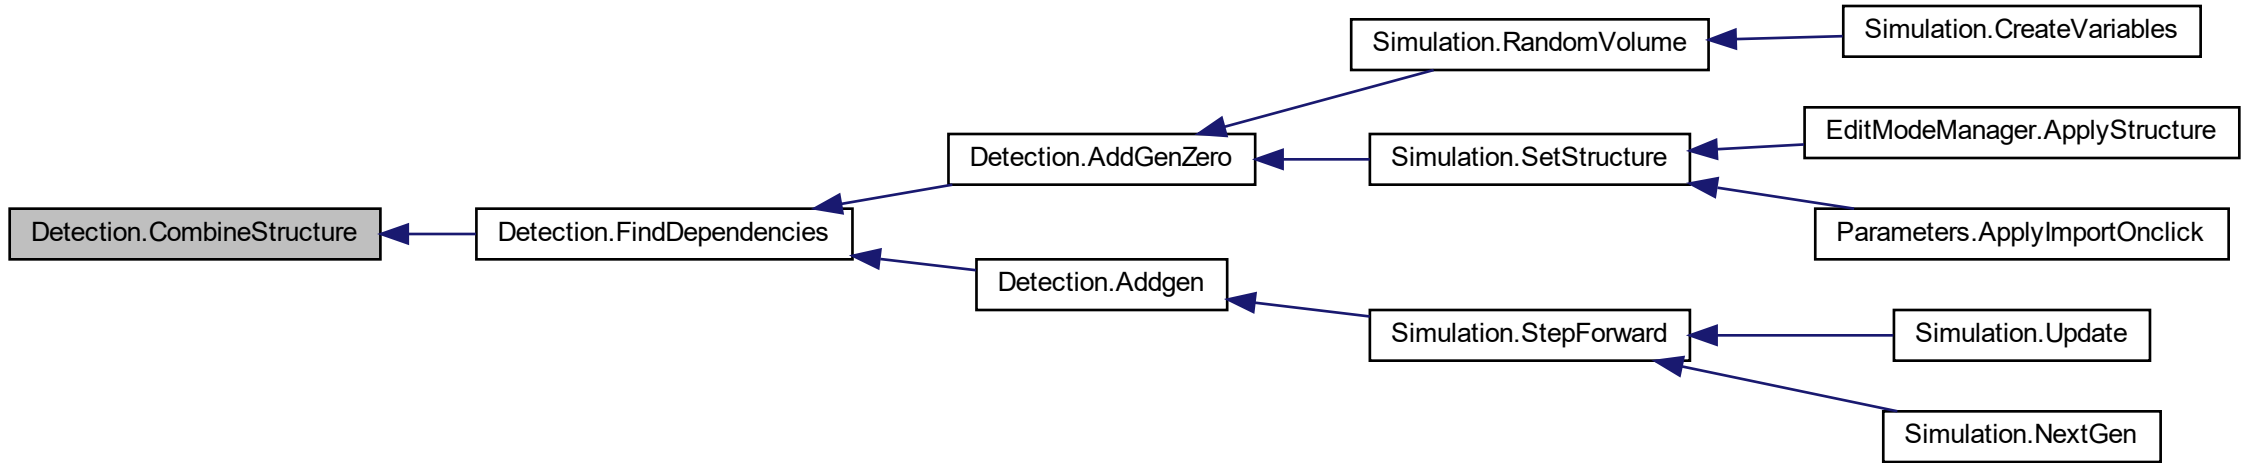 Simulation.RandomVolume
Simulation.CreateVariables
Detection.AddGenZero
Simulation.SetStructure
EditModeManager.ApplyStructure
Detection.CombineStructure
Detection.FindDependencies
Parameters.ApplyImportOnclick
Detection.Addgen
Simulation.StepForward
Simulation.Update
Simulation.NextGen